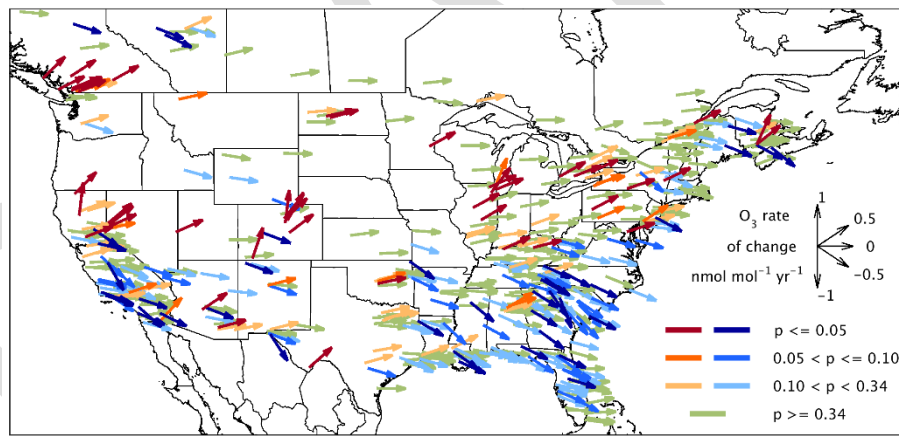 1
O₃ rate
0.5
of change
0
nmol mol⁻¹ yr⁻¹
-0.5
-1
p <= 0.05
0.05 < p <= 0.10
0.10 < p < 0.34
p >= 0.34